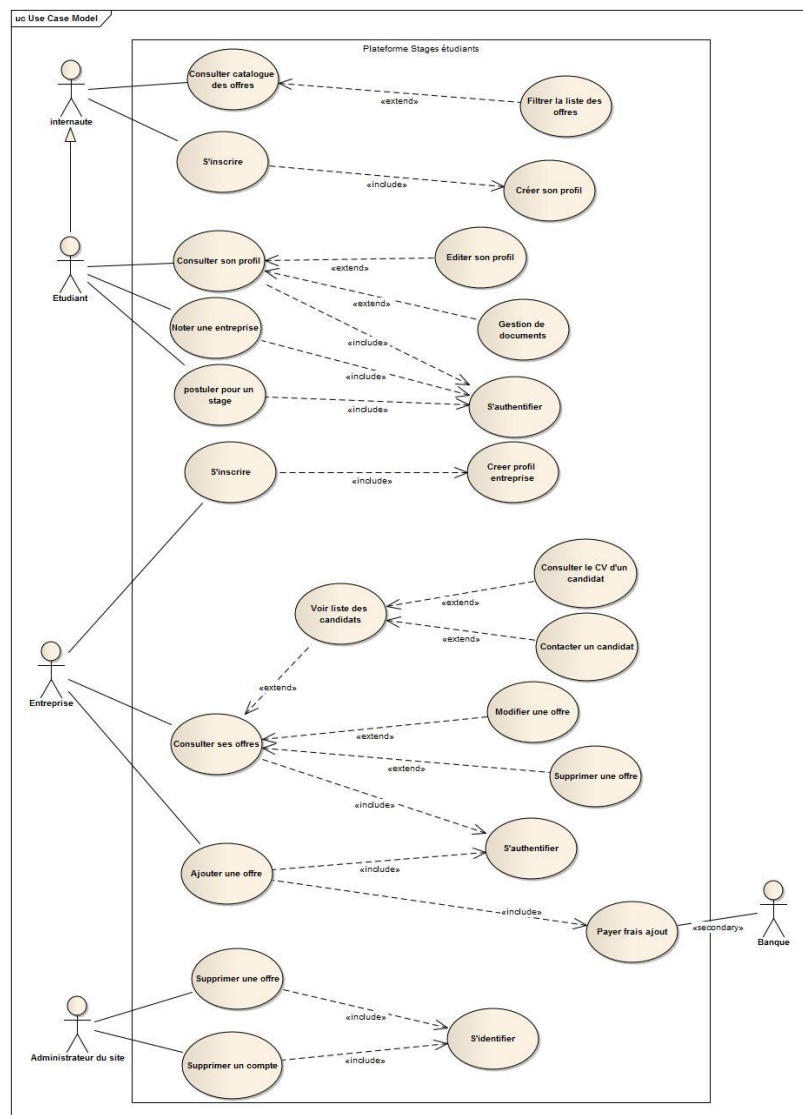 uc Use Case Model
Plateforme Stages étudiants
Consulter catalogue
des offres
«extend»
Filtrer la liste des
offres
internaute
S'inscrire
«include»
Créer son profil
Etudiant
Consulter son profil
«extend»
Editer son profil
«extend»
Gestion de
documents
Noter une entreprise
«include»
«include»
postuler pour un
stage
«include»
S'authentifier
S'inscrire
«include»
Creer profil
entreprise
Voir liste des
candidats
«extend»
Consulter le CV d'un
candidat
«extend»
Contacter un candidat
Entreprise
«extend»
Consulter ses offres
«extend»
Modifier une offre
«extend»
Supprimer une offre
«include»
S'authentifier
Ajouter une offre
«include»
«include»
Payer frais ajout
«secondary»
Banque
Supprimer une offre
«include»
S'identifier
Administrateur du site
Supprimer un compte
«include»